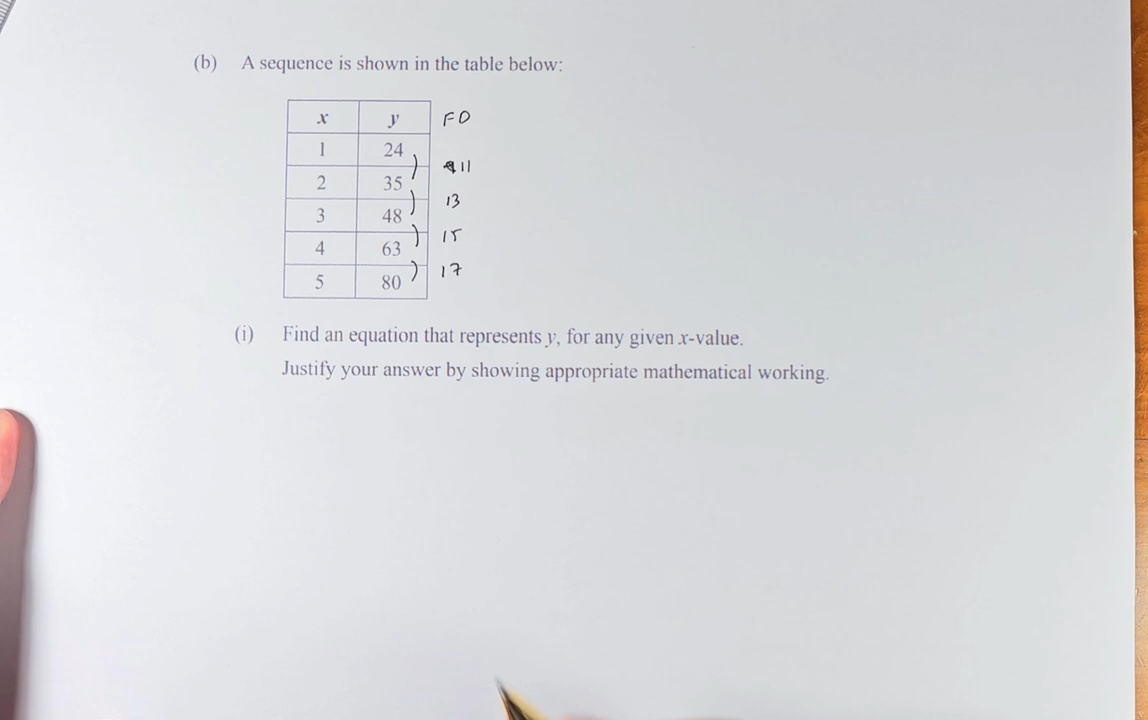 (b) A sequence is shown in the table below:
x y FD
1 24
11
2 35
13
3 48
15
4 63
17
5 80
(i) Find an equation that represents y, for any given x-value.
Justify your answer by showing appropriate mathematical working.